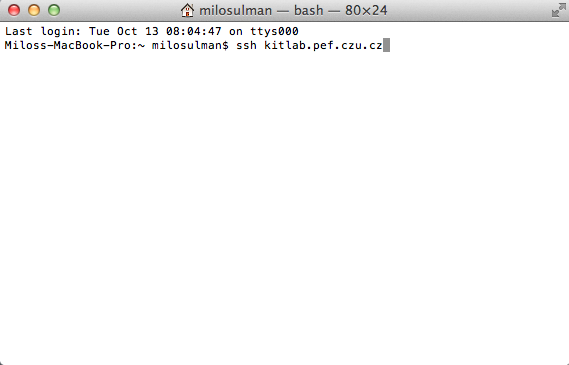 milosulman — bash — 80×24
Last login: Tue Oct 13 08:04:47 on ttys000
Miloss-MacBook-Pro:~ milosulman$ ssh kitlab.pef.czu.cz